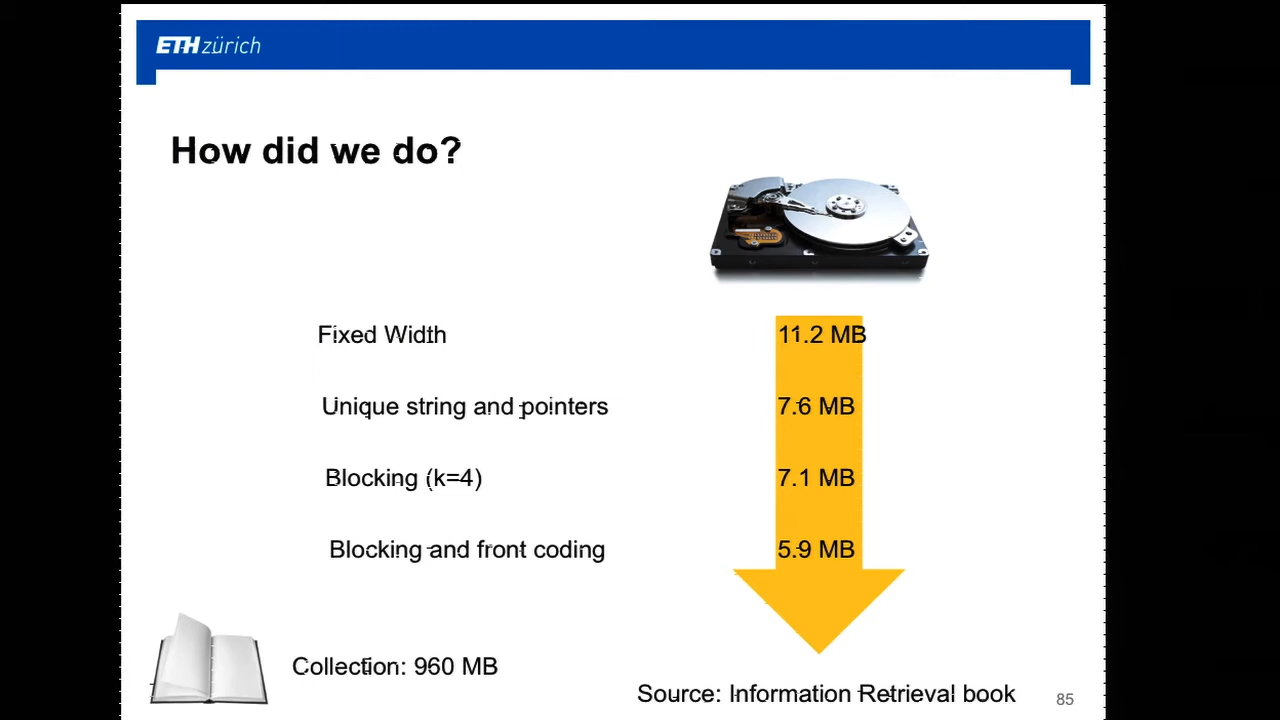 ETH zürich
How did we do?
Fixed Width 11.2 MB
Unique string and pointers 7.6 MB
Blocking (k=4) 7.1 MB
Blocking and front coding 5.9 MB
Collection: 960 MB
Source: Information Retrieval book 85